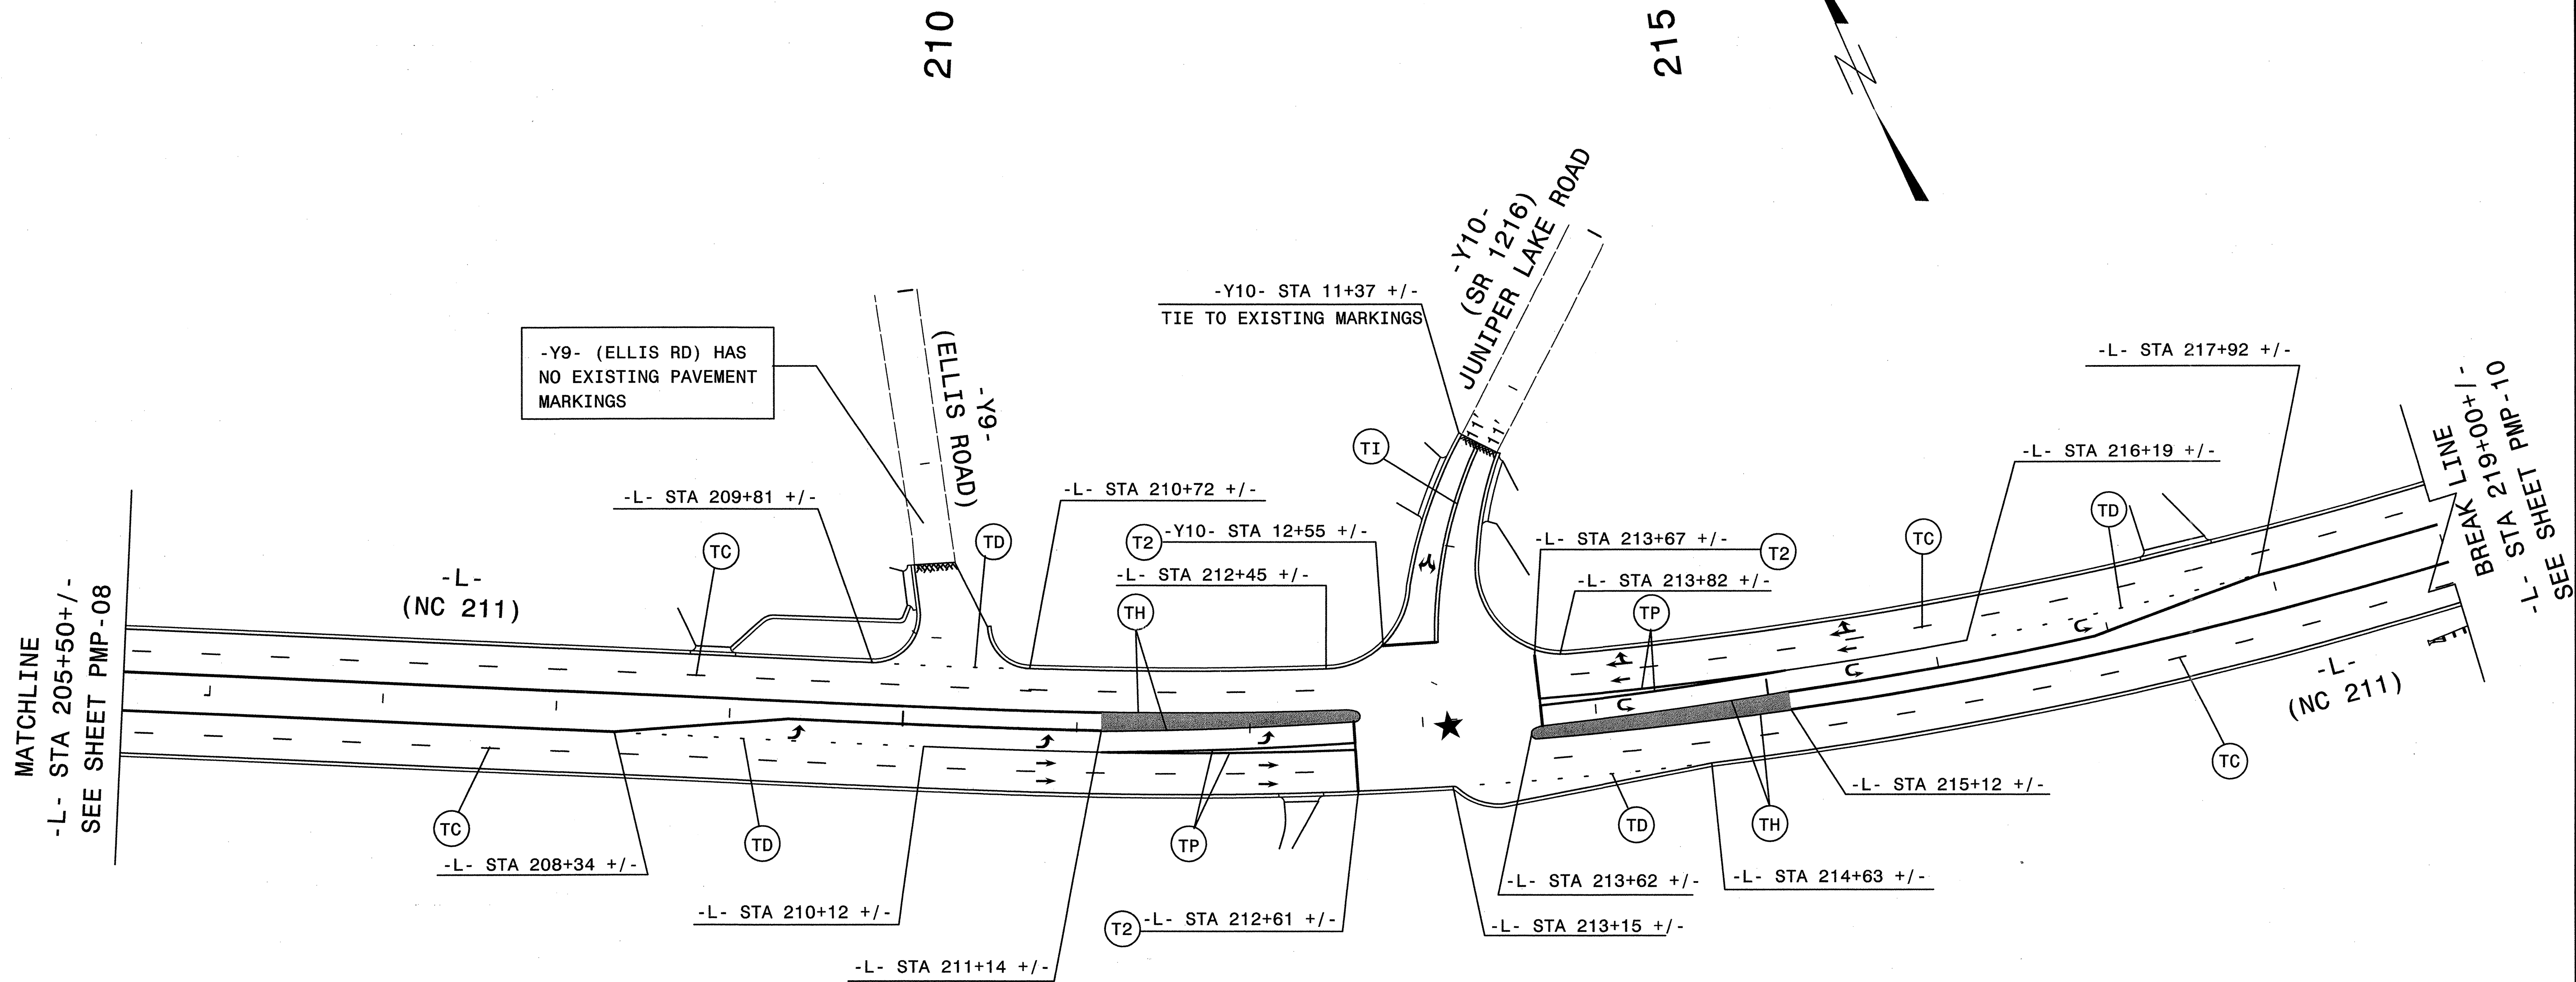 210
215
-Y10-
(SR 1216)
JUNIPER LAKE ROAD
-Y10- STA 11+37 +/-
TIE TO EXISTING MARKINGS
11'
11'
-Y9- (ELLIS RD) HAS
NO EXISTING PAVEMENT
MARKINGS
-Y9-
(ELLIS ROAD)
-L- STA 217+92 +/-
BREAK LINE
-L- STA 219+00+/-
SEE SHEET PMP-10
TI
-L- STA 216+19 +/-
-L- STA 209+81 +/-
-L- STA 210+72 +/-
TD
TC
TD
T2
-Y10- STA 12+55 +/-
-L- STA 213+67 +/-
T2
TC
-L-
(NC 211)
-L- STA 212+45 +/-
-L- STA 213+82 +/-
TH
TP
MATCHLINE
-L- STA 205+50+/-
SEE SHEET PMP-08
-L-
(NC 211)
TC
TC
-L- STA 208+34 +/-
TD
TP
TD
TH
-L- STA 215+12 +/-
-L- STA 213+62 +/-
-L- STA 214+63 +/-
-L- STA 210+12 +/-
T2
-L- STA 212+61 +/-
-L- STA 213+15 +/-
-L- STA 211+14 +/-